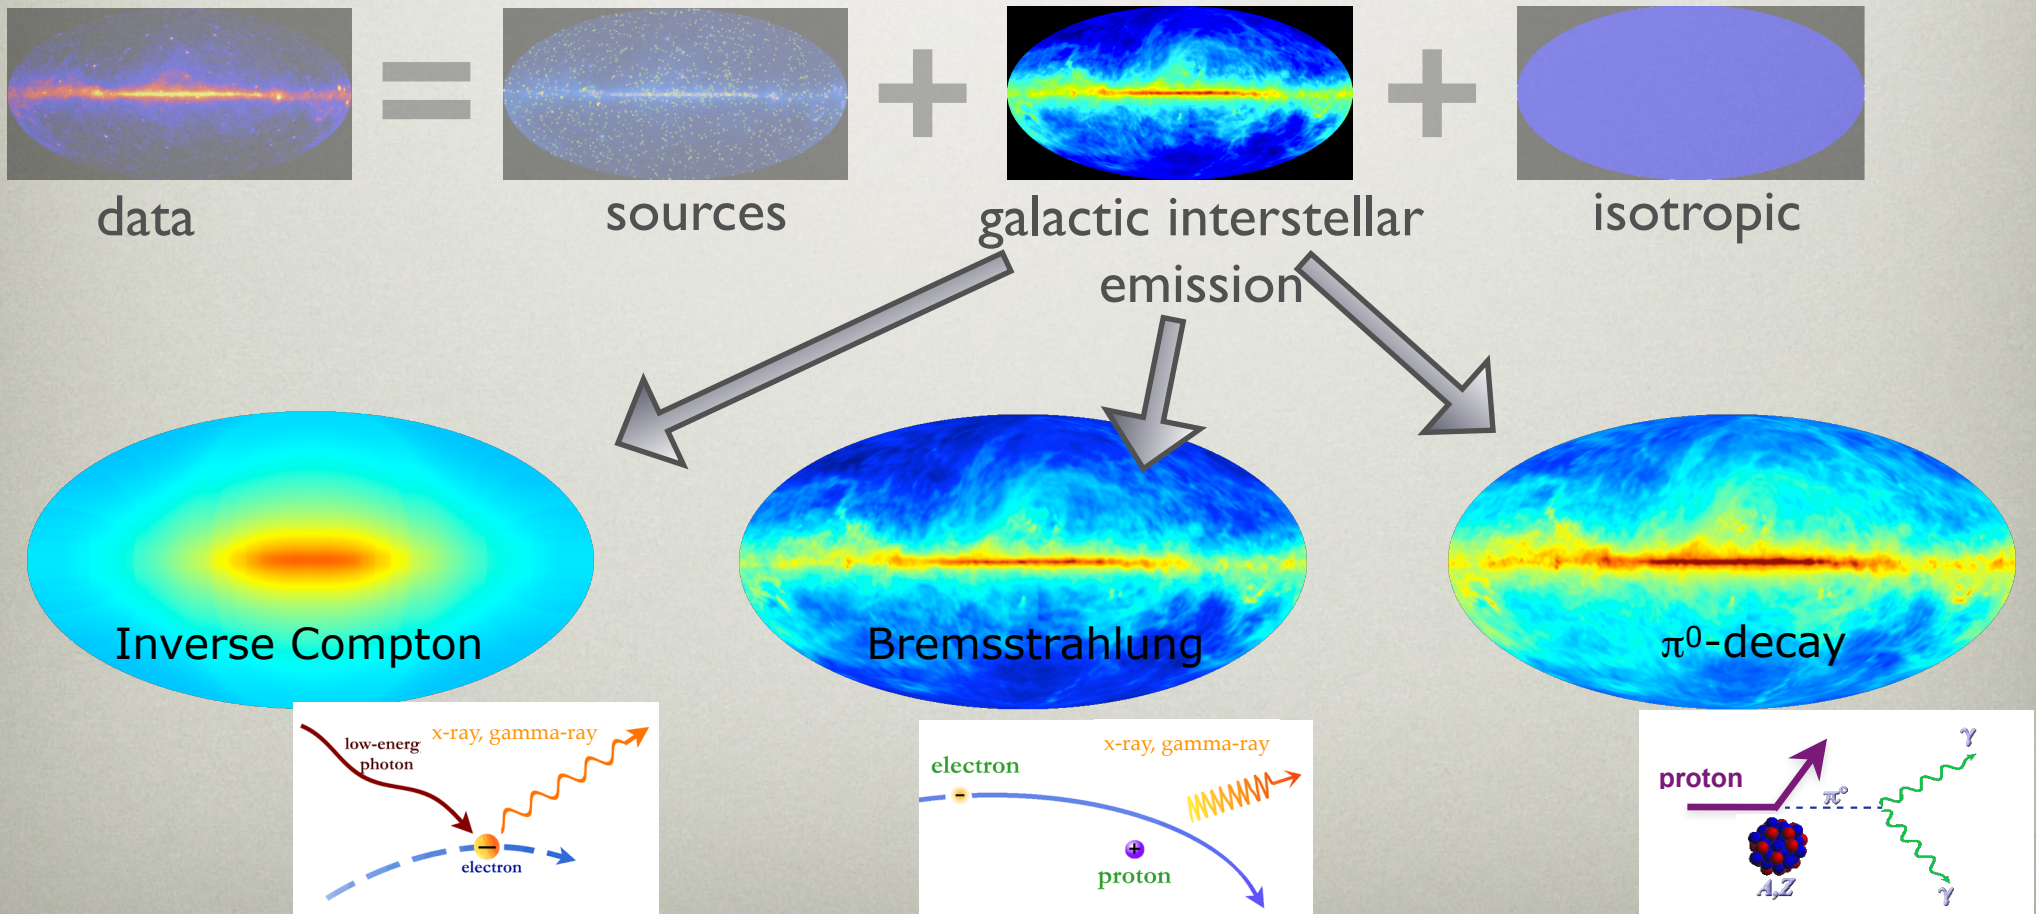 data
sources
galactic interstellar
emission
isotropic
Inverse Compton
Bremsstrahlung
π⁰-decay
low-energ
photon
x-ray, gamma-ray
electron
x-ray, gamma-ray
electron
proton
proton
π°
γ
γ
A,Z